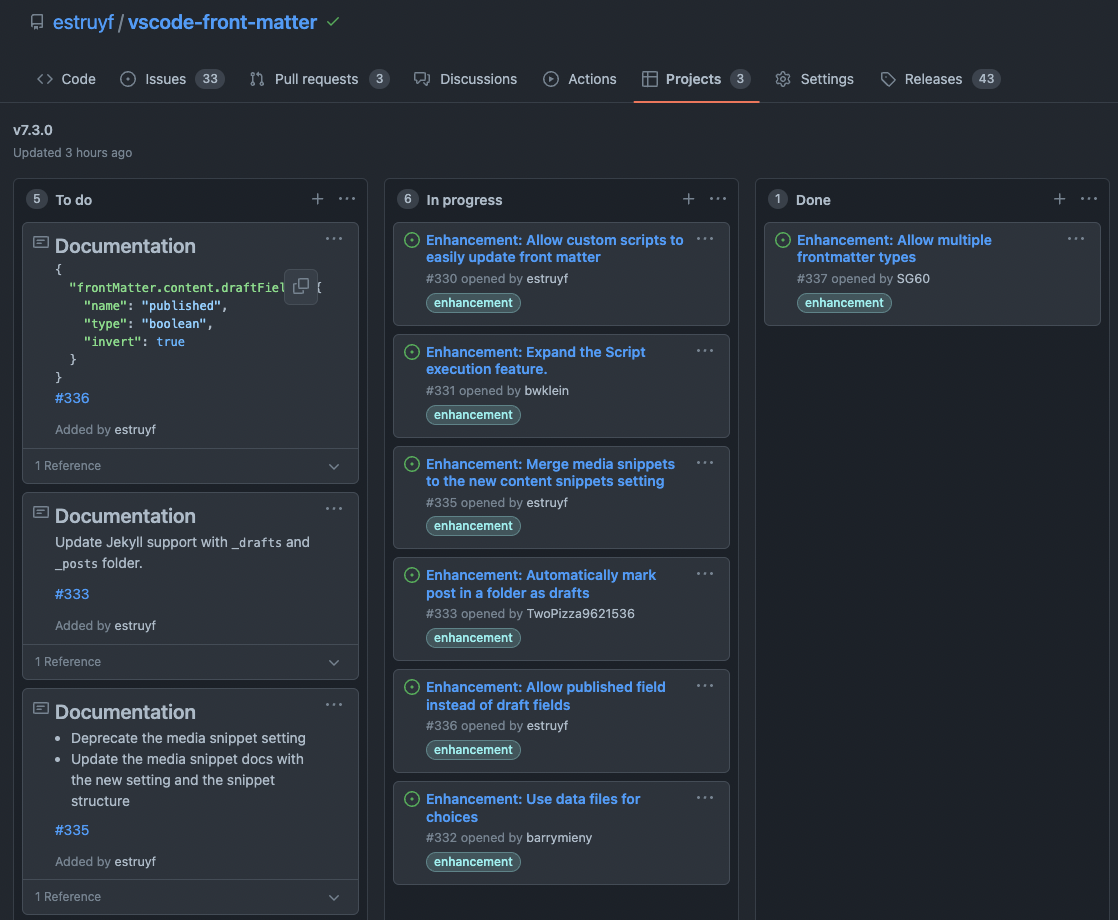 estruyf / vscode-front-matter
Code
Issues 33
Pull requests 3
Discussions
Actions
Projects 3
Settings
Releases 43
v7.3.0
Updated 3 hours ago
5 To do
Documentation
{
"frontMatter.content.draftFiel {
"name": "published",
"type": "boolean",
"invert": true
}
}
#336
Added by estruyf
1 Reference
Documentation
Update Jekyll support with _drafts and
_posts folder.
#333
Added by estruyf
1 Reference
Documentation
• Deprecate the media snippet setting
• Update the media snippet docs with
the new setting and the snippet
structure
#335
Added by estruyf
1 Reference
6 In progress
Enhancement: Allow custom scripts to
easily update front matter
#330 opened by estruyf
enhancement
Enhancement: Expand the Script
execution feature.
#331 opened by bwklein
enhancement
Enhancement: Merge media snippets
to the new content snippets setting
#335 opened by estruyf
enhancement
Enhancement: Automatically mark
post in a folder as drafts
#333 opened by TwoPizza9621536
enhancement
Enhancement: Allow published field
instead of draft fields
#336 opened by estruyf
enhancement
Enhancement: Use data files for
choices
#332 opened by barrymieny
enhancement
1 Done
Enhancement: Allow multiple
frontmatter types
#337 opened by SG60
enhancement